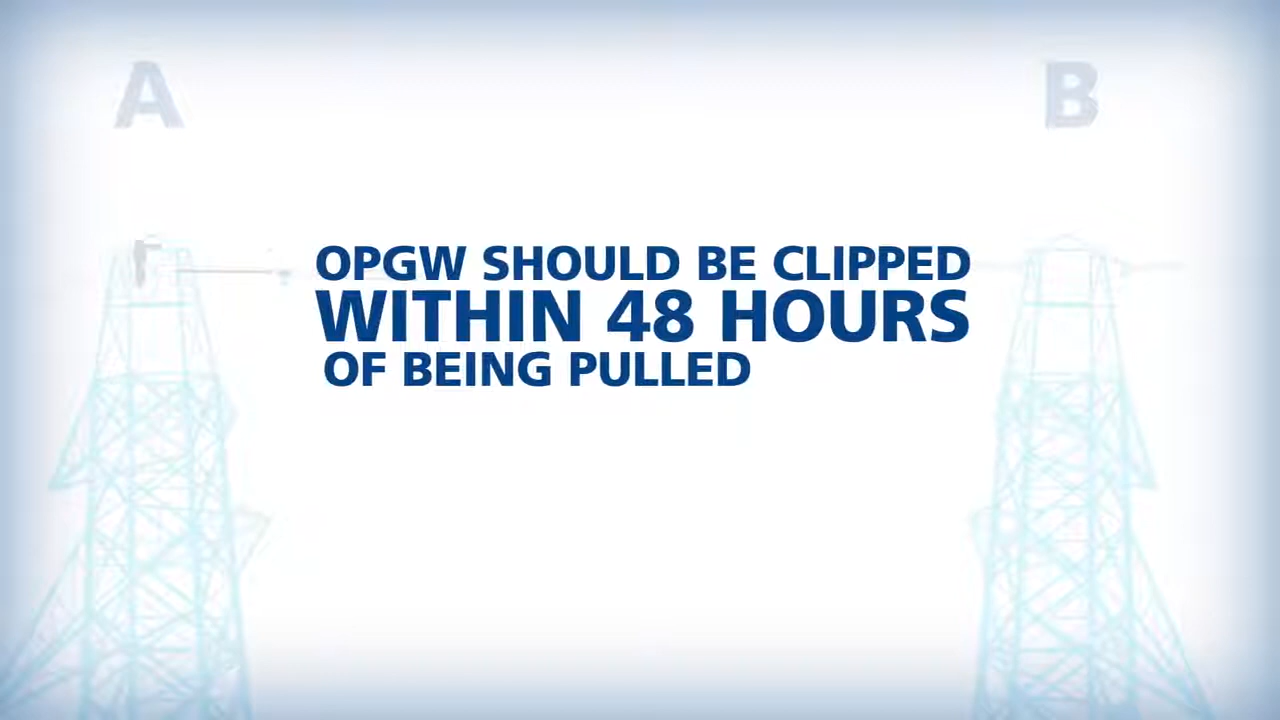 A
B
OPGW SHOULD BE CLIPPED
WITHIN 48 HOURS
OF BEING PULLED